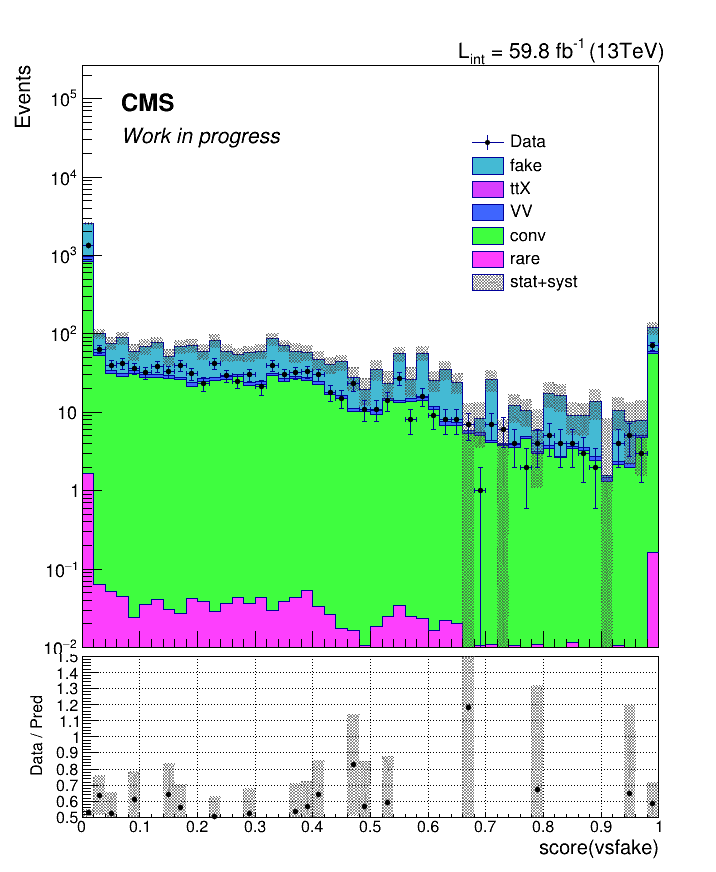 L_int = 59.8 fb^-1 (13TeV)
Events
CMS
Work in progress
Data
fake
ttX
VV
conv
rare
stat+syst
10^5
10^4
10^3
10^2
10
1
10^−1
10^−2
Data / Pred
1.5
1.4
1.3
1.2
1.1
1
0.9
0.8
0.7
0.6
0.5
0 0.1 0.2 0.3 0.4 0.5 0.6 0.7 0.8 0.9 1
score(vsfake)